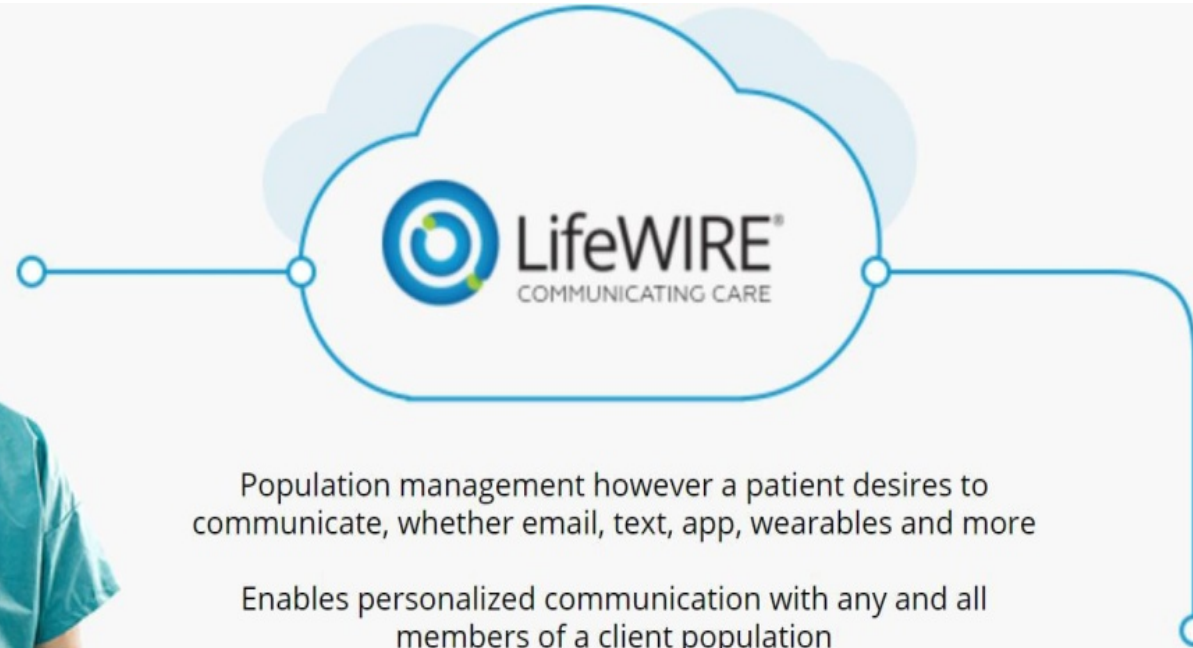 LifeWIRE®
COMMUNICATING CARE
Population management however a patient desires to
communicate, whether email, text, app, wearables and more
Enables personalized communication with any and all
members of a client population